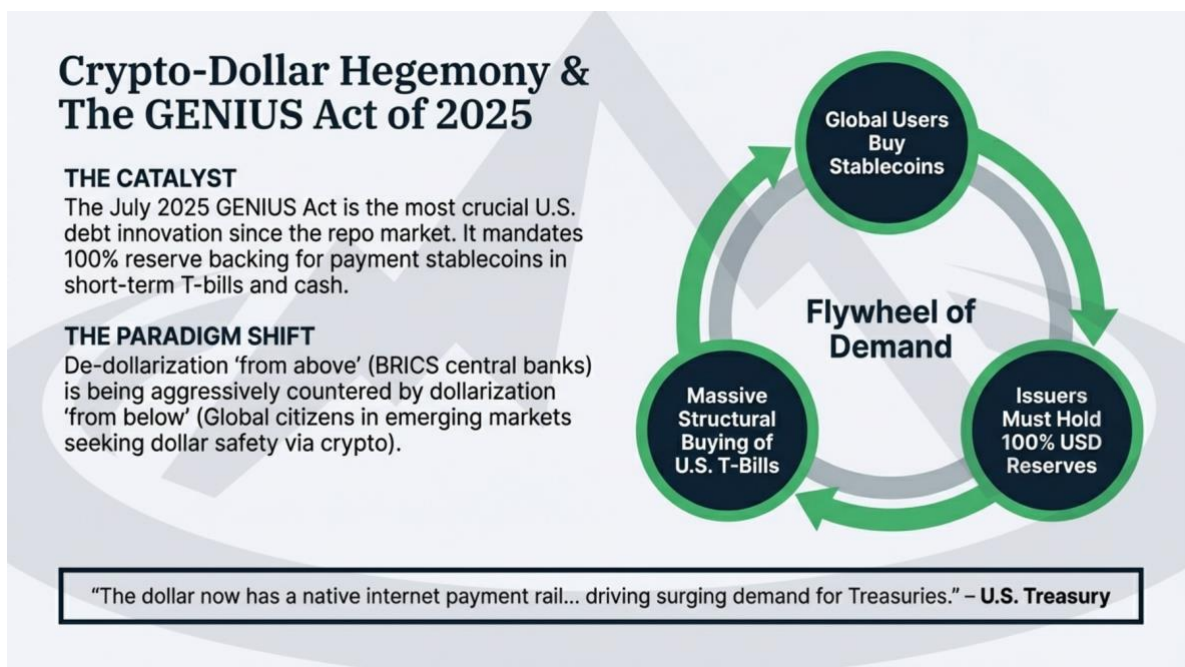 Crypto-Dollar Hegemony &
The GENIUS Act of 2025
THE CATALYST
The July 2025 GENIUS Act is the most crucial U.S.
debt innovation since the repo market. It mandates
100% reserve backing for payment stablecoins in
short-term T-bills and cash.
THE PARADIGM SHIFT
De-dollarization ‘from above’ (BRICS central banks)
is being aggressively countered by dollarization
‘from below’ (Global citizens in emerging markets
seeking dollar safety via crypto).
Global Users
Buy
Stablecoins
Flywheel of
Demand
Issuers
Must Hold
100% USD
Reserves
Massive
Structural
Buying of
U.S. T-Bills
“The dollar now has a native internet payment rail... driving surging demand for Treasuries.” – U.S. Treasury